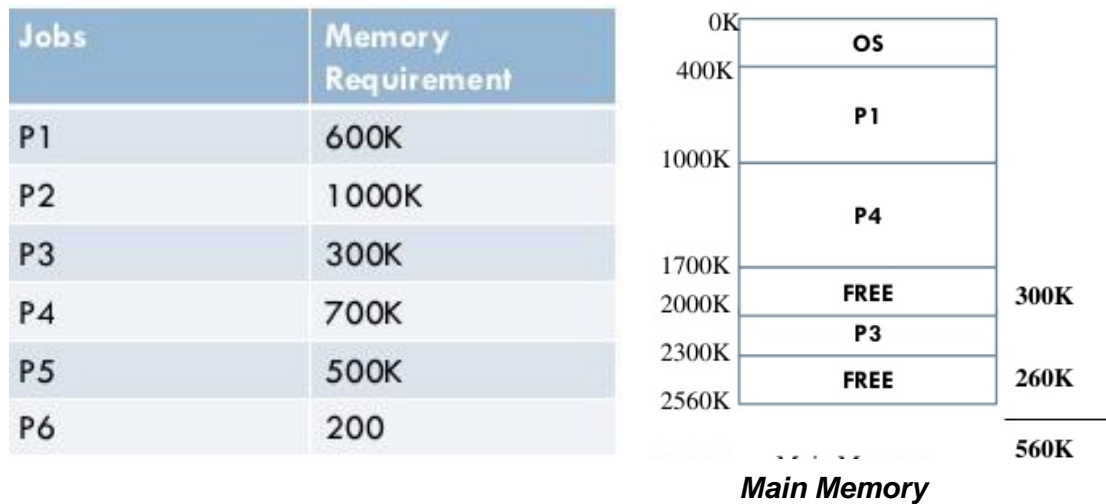 Jobs Memory Requirement
P1 600K
P2 1000K
P3 300K
P4 700K
P5 500K
P6 200
0K
OS
400K
P1
1000K
P4
1700K
FREE 300K
2000K
P3
2300K
FREE 260K
2560K
560K
Main Memory